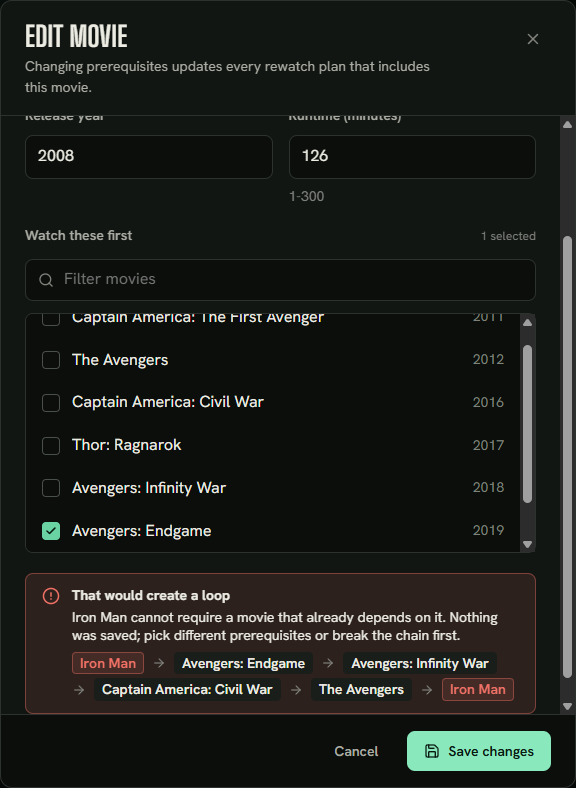 EDIT MOVIE
Changing prerequisites updates every rewatch plan that includes
this movie.
Release year Runtime (minutes)
2008 126
1-300
Watch these first 1 selected
Filter movies
Captain America: The First Avenger 2011
The Avengers 2012
Captain America: Civil War 2016
Thor: Ragnarok 2017
Avengers: Infinity War 2018
Avengers: Endgame 2019
That would create a loop
Iron Man cannot require a movie that already depends on it. Nothing
was saved; pick different prerequisites or break the chain first.
Iron Man → Avengers: Endgame → Avengers: Infinity War
→ Captain America: Civil War → The Avengers → Iron Man
Cancel Save changes